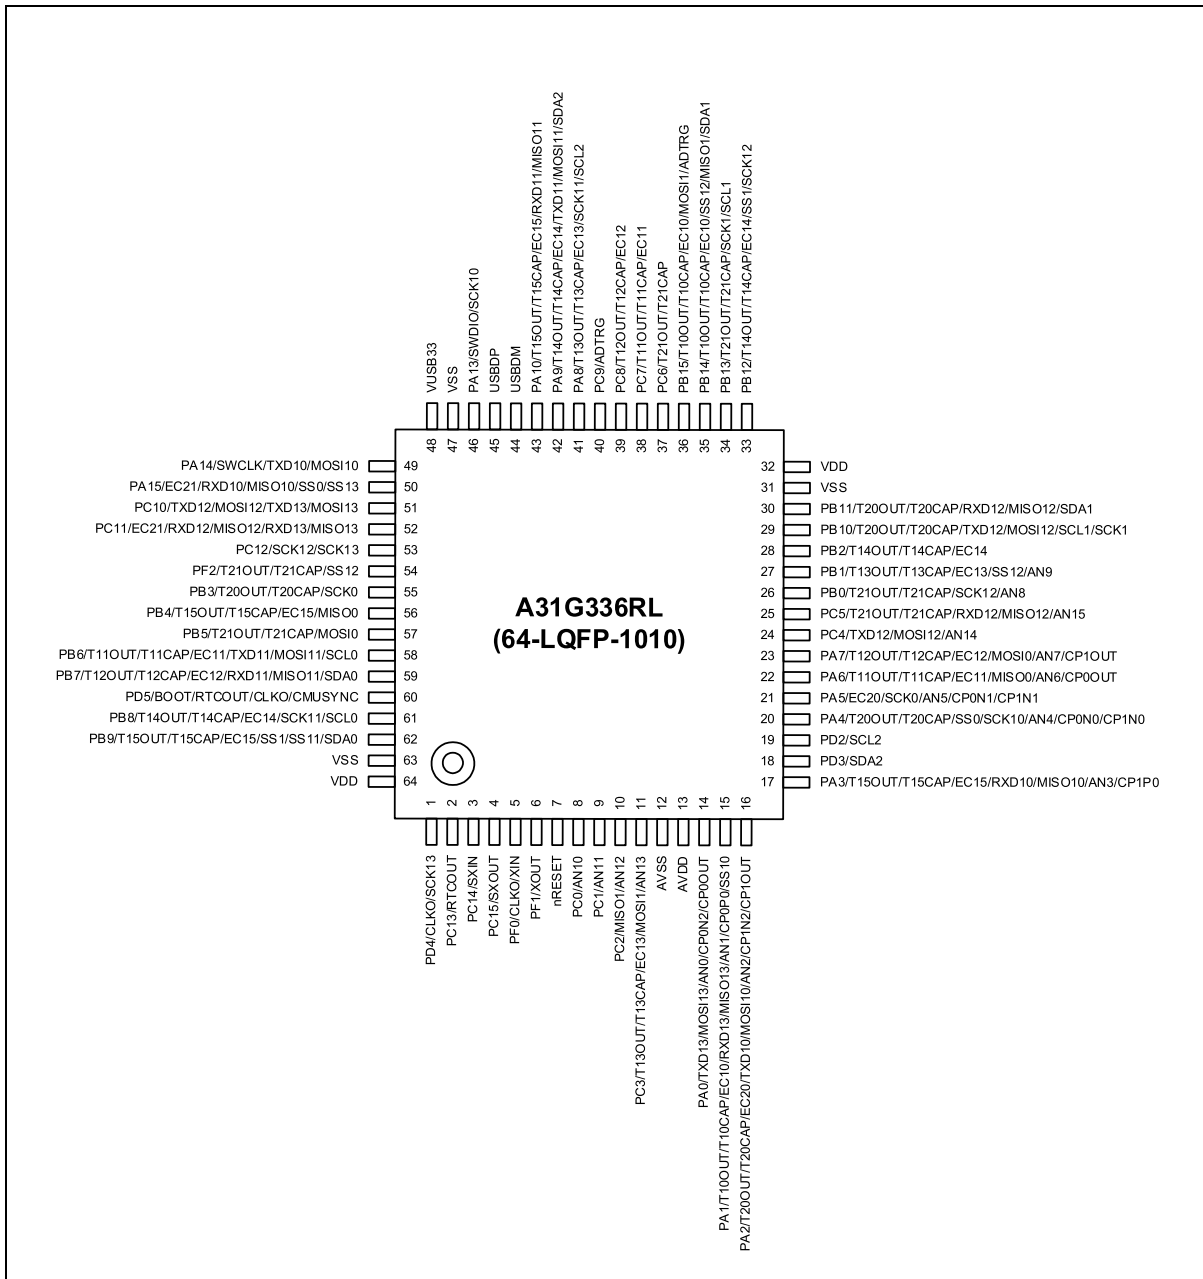 VUSB33
VSS
PA13/SWDIO/SCK10
USBDP
USBDM
PA10/T15OUT/T15CAP/EC15/RXD11/MISO11
PA9/T14OUT/T14CAP/EC14/TXD11/MOSI11/SDA2
PA8/T13OUT/T13CAP/EC13/SCK11/SCL2
PC9/ADTRG
PC8/T12OUT/T12CAP/EC12
PC7/T11OUT/T11CAP/EC11
PC6/T21OUT/T21CAP
PB15/T10OUT/T10CAP/EC10/MOSI1/ADTRG
PB14/T10OUT/T10CAP/EC10/SS12/MISO1/SDA1
PB13/T21OUT/T21CAP/SCK1/SCL1
PB12/T14OUT/T14CAP/EC14/SS1/SCK12
48 47 46 45 44 43 42 41 40 39 38 37 36 35 34 33
PA14/SWCLK/TXD10/MOSI10 49
PA15/EC21/RXD10/MISO10/SS0/SS13 50
PC10/TXD12/MOSI12/TXD13/MOSI13 51
PC11/EC21/RXD12/MISO12/RXD13/MISO13 52
PC12/SCK12/SCK13 53
PF2/T21OUT/T21CAP/SS12 54
PB3/T20OUT/T20CAP/SCK0 55
PB4/T15OUT/T15CAP/EC15/MISO0 56
PB5/T21OUT/T21CAP/MOSI0 57
PB6/T11OUT/T11CAP/EC11/TXD11/MOSI11/SCL0 58
PB7/T12OUT/T12CAP/EC12/RXD11/MISO11/SDA0 59
PD5/BOOT/RTCOUT/CLKO/CMUSYNC 60
PB8/T14OUT/T14CAP/EC14/SCK11/SCL0 61
PB9/T15OUT/T15CAP/EC15/SS1/SS11/SDA0 62
VSS 63
VDD 64
A31G336RL
(64-LQFP-1010)
32 VDD
31 VSS
30 PB11/T20OUT/T20CAP/RXD12/MISO12/SDA1
29 PB10/T20OUT/T20CAP/TXD12/MOSI12/SCL1/SCK1
28 PB2/T14OUT/T14CAP/EC14
27 PB1/T13OUT/T13CAP/EC13/SS12/AN9
26 PB0/T21OUT/T21CAP/SCK12/AN8
25 PC5/T21OUT/T21CAP/RXD12/MISO12/AN15
24 PC4/TXD12/MOSI12/AN14
23 PA7/T12OUT/T12CAP/EC12/MOSI0/AN7/CP1OUT
22 PA6/T11OUT/T11CAP/EC11/MISO0/AN6/CP0OUT
21 PA5/EC20/SCK0/AN5/CP0N1/CP1N1
20 PA4/T20OUT/T20CAP/SS0/SCK10/AN4/CP0N0/CP1N0
19 PD2/SCL2
18 PD3/SDA2
17 PA3/T15OUT/T15CAP/EC15/RXD10/MISO10/AN3/CP1P0
1 2 3 4 5 6 7 8 9 10 11 12 13 14 15 16
PD4/CLKO/SCK13
PC13/RTCOUT
PC14/SXIN
PC15/SXOUT
PF0/CLKO/XIN
PF1/XOUT
nRESET
PC0/AN10
PC1/AN11
PC2/MISO1/AN12
PC3/T13OUT/T13CAP/EC13/MOSI1/AN13
AVSS
AVDD
PA0/TXD13/MOSI13/AN0/CP0N2/CP0OUT
PA1/T10OUT/T10CAP/EC10/RXD13/MISO13/AN1/CP0P0/SS10
PA2/T20OUT/T20CAP/EC20/TXD10/MOSI10/AN2/CP1N2/CP1OUT